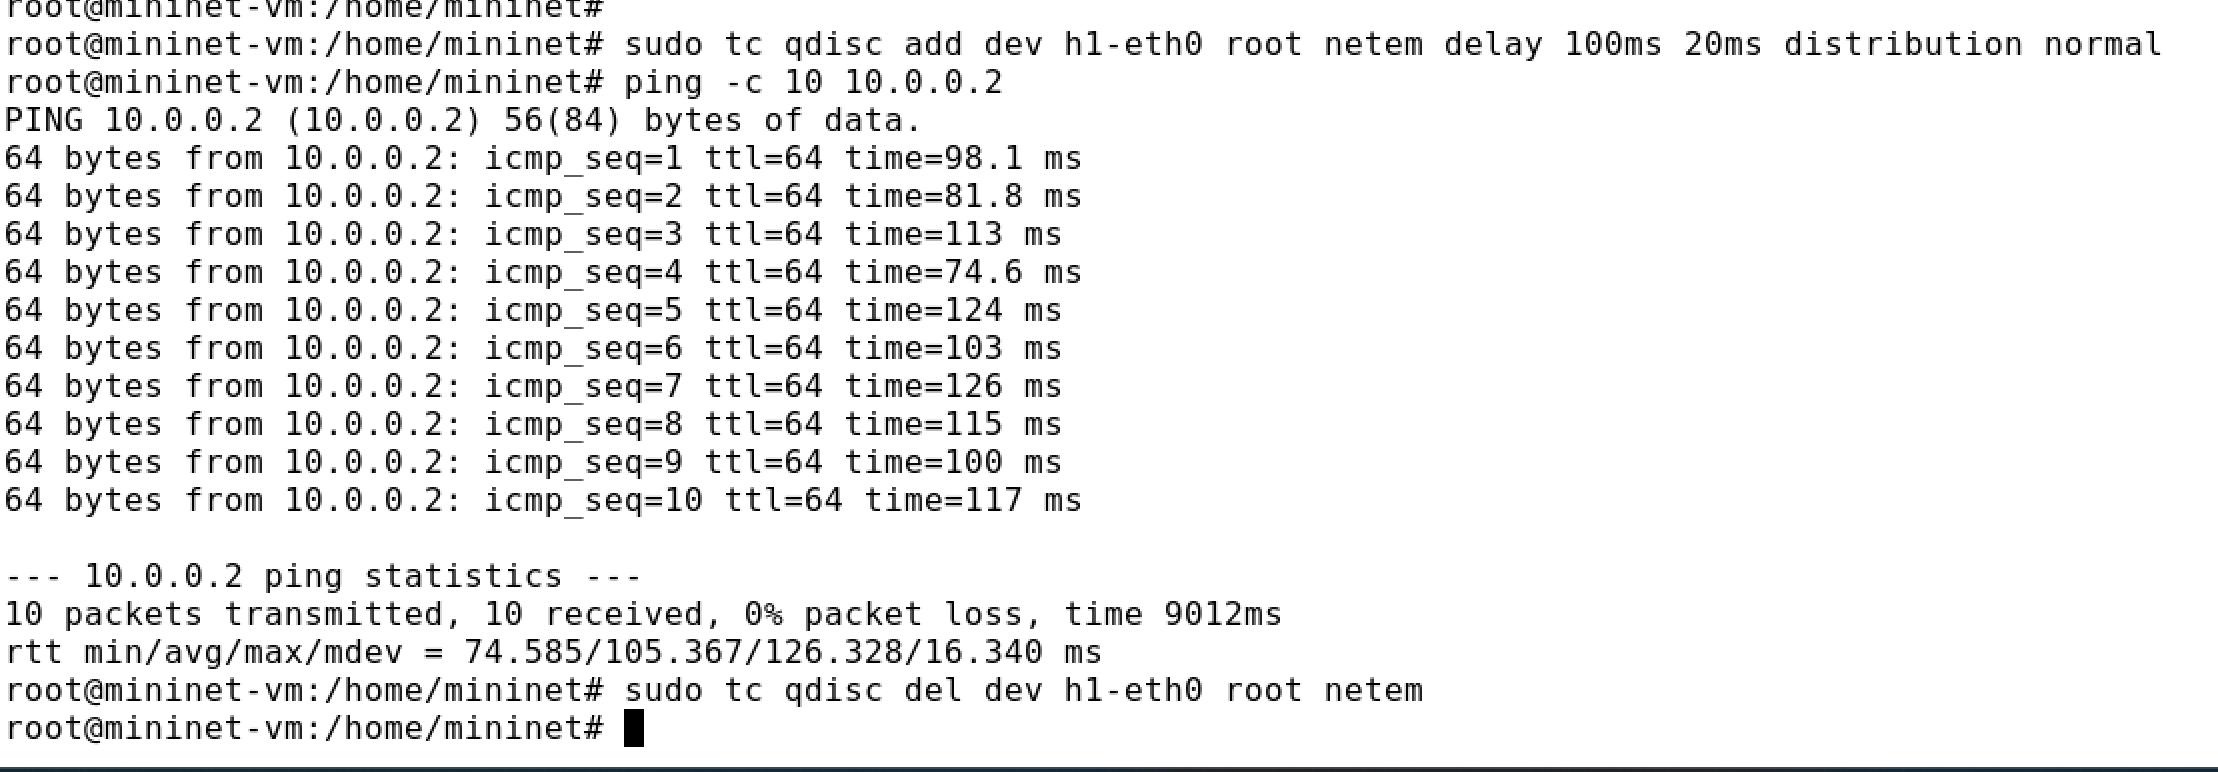 root@mininet-vm:/home/mininet#
root@mininet-vm:/home/mininet# sudo tc qdisc add dev h1-eth0 root netem delay 100ms 20ms distribution normal
root@mininet-vm:/home/mininet# ping -c 10 10.0.0.2
PING 10.0.0.2 (10.0.0.2) 56(84) bytes of data.
64 bytes from 10.0.0.2: icmp_seq=1 ttl=64 time=98.1 ms
64 bytes from 10.0.0.2: icmp_seq=2 ttl=64 time=81.8 ms
64 bytes from 10.0.0.2: icmp_seq=3 ttl=64 time=113 ms
64 bytes from 10.0.0.2: icmp_seq=4 ttl=64 time=74.6 ms
64 bytes from 10.0.0.2: icmp_seq=5 ttl=64 time=124 ms
64 bytes from 10.0.0.2: icmp_seq=6 ttl=64 time=103 ms
64 bytes from 10.0.0.2: icmp_seq=7 ttl=64 time=126 ms
64 bytes from 10.0.0.2: icmp_seq=8 ttl=64 time=115 ms
64 bytes from 10.0.0.2: icmp_seq=9 ttl=64 time=100 ms
64 bytes from 10.0.0.2: icmp_seq=10 ttl=64 time=117 ms

--- 10.0.0.2 ping statistics ---
10 packets transmitted, 10 received, 0% packet loss, time 9012ms
rtt min/avg/max/mdev = 74.585/105.367/126.328/16.340 ms
root@mininet-vm:/home/mininet# sudo tc qdisc del dev h1-eth0 root netem
root@mininet-vm:/home/mininet#